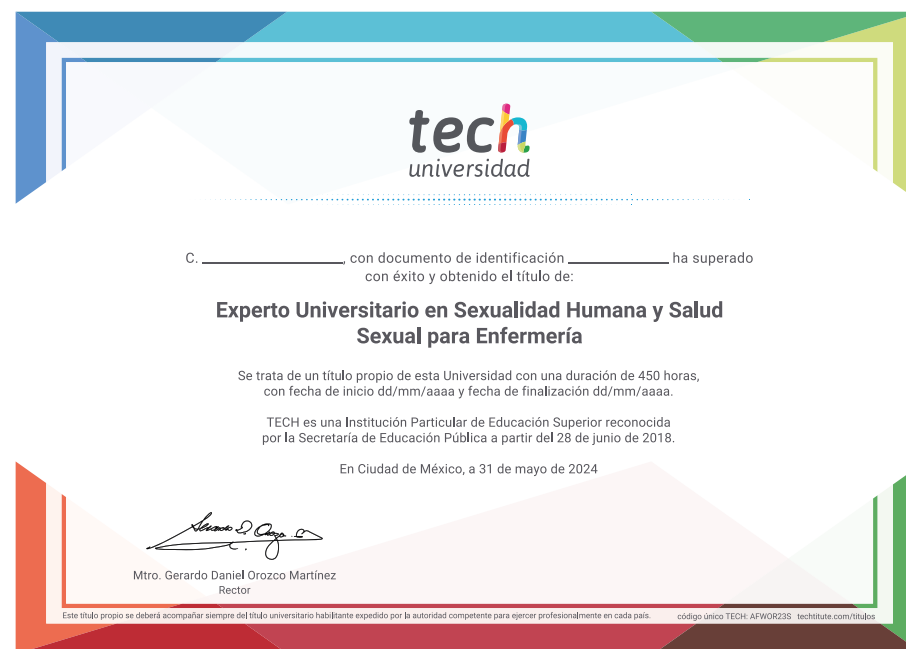 tech
universidad
C. ____________, con documento de identificación ____________ ha superado
con éxito y obtenido el título de:
Experto Universitario en Sexualidad Humana y Salud
Sexual para Enfermería
Se trata de un título propio de esta Universidad con una duración de 450 horas,
con fecha de inicio dd/mm/aaaa y fecha de finalización dd/mm/aaaa.
TECH es una Institución Particular de Educación Superior reconocida
por la Secretaría de Educación Pública a partir del 28 de junio de 2018.
En Ciudad de México, a 31 de mayo de 2024
Mtro. Gerardo Daniel Orozco Martínez
Rector
Este título propio se deberá acompañar siempre del título universitario habilitante expedido por la autoridad competente para ejercer profesionalmente en cada país. código único TECH: AFWOR23S techtitute.com/titulos